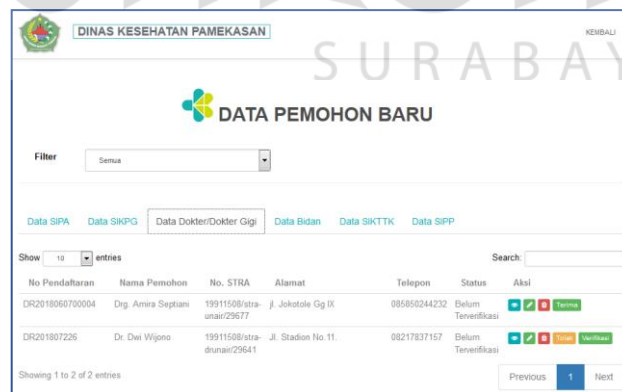 DINAS KESEHATAN PAMEKASAN
KEMBALI
SURABAY
DATA PEMOHON BARU
Filter Semua
Data SIPA Data SIKPG Data Dokter/Dokter Gigi Data Bidan Data SIKTTK Data SIPP
Show 10 entries Search:
No Pendaftaran Nama Pemohon No. STRA Alamat Telepon Status Aksi
DR2018060700004 Drg. Amira Septiani 19911508/stra- jl. Jokotole Gg IX 085850244232 Belum Terima
unair/29677 Terverifikasi
DR201807226 Dr. Dwi Wijono 19911508/stra- Jl. Stadion No.11. 08217837157 Belum Tolak Verifikasi
drunair/29641 Terverifikasi
Showing 1 to 2 of 2 entries
Previous 1 Next